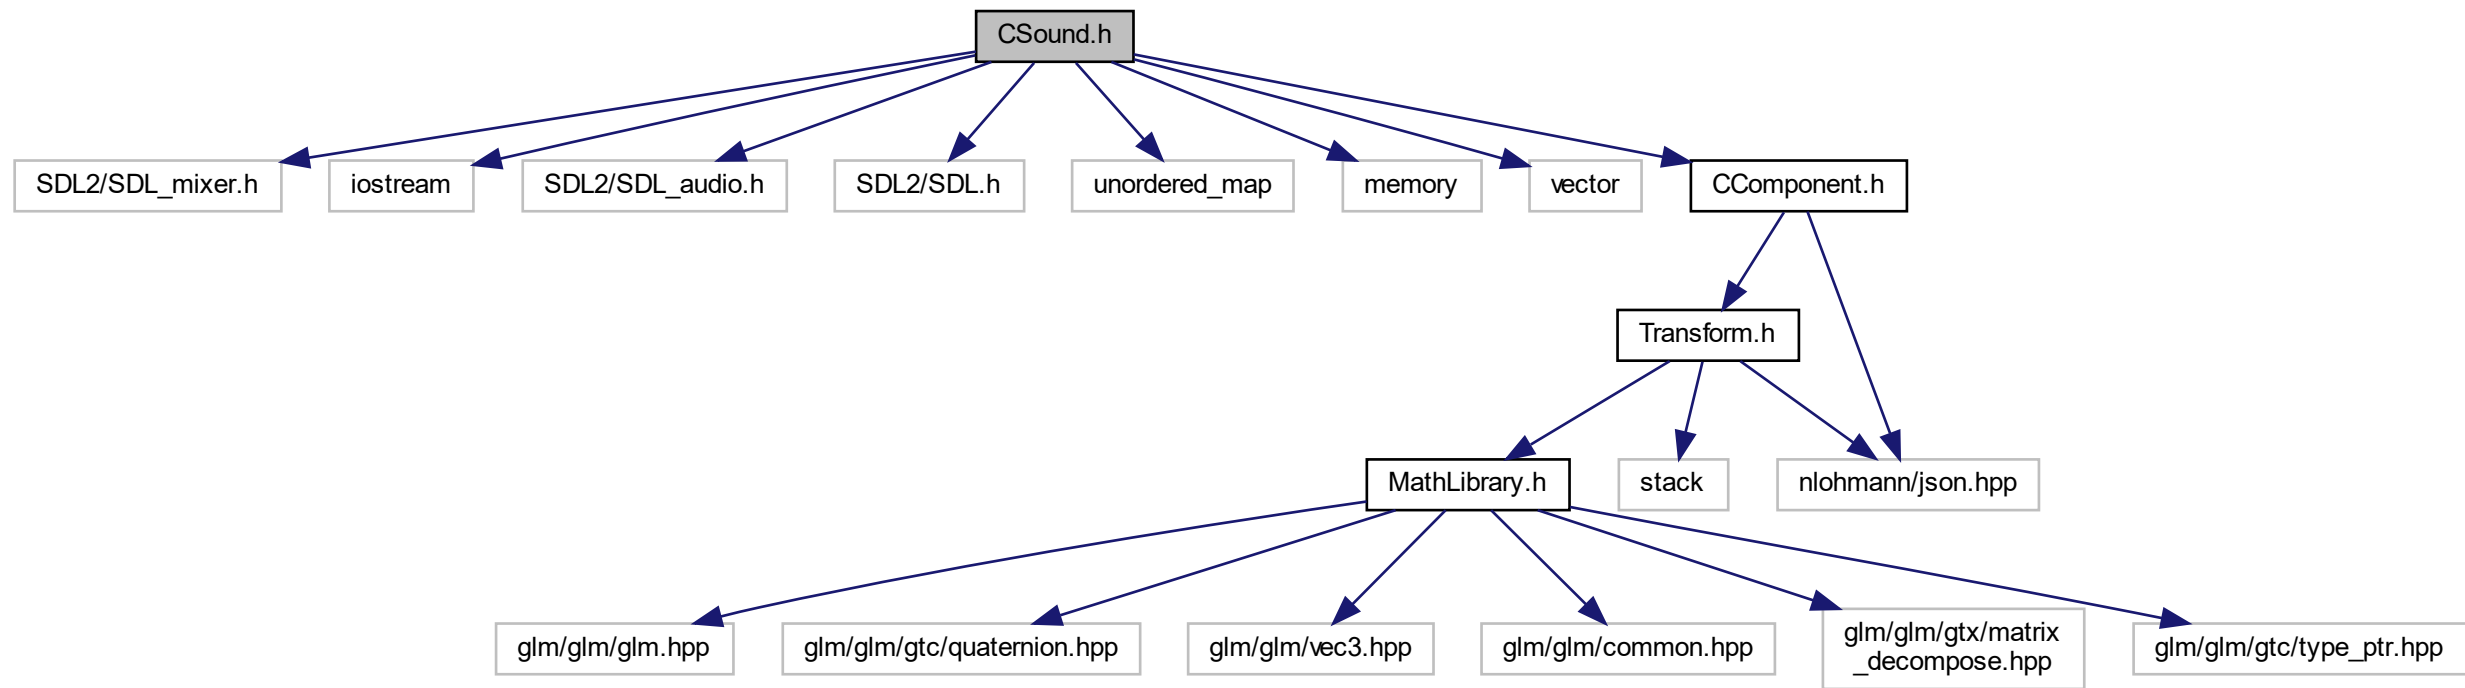 CSound.h
SDL2/SDL_mixer.h
iostream
SDL2/SDL_audio.h
SDL2/SDL.h
unordered_map
memory
vector
CComponent.h
Transform.h
MathLibrary.h
stack
nlohmann/json.hpp
glm/glm/glm.hpp
glm/glm/gtc/quaternion.hpp
glm/glm/vec3.hpp
glm/glm/common.hpp
glm/glm/gtx/matrix
_decompose.hpp
glm/glm/gtc/type_ptr.hpp